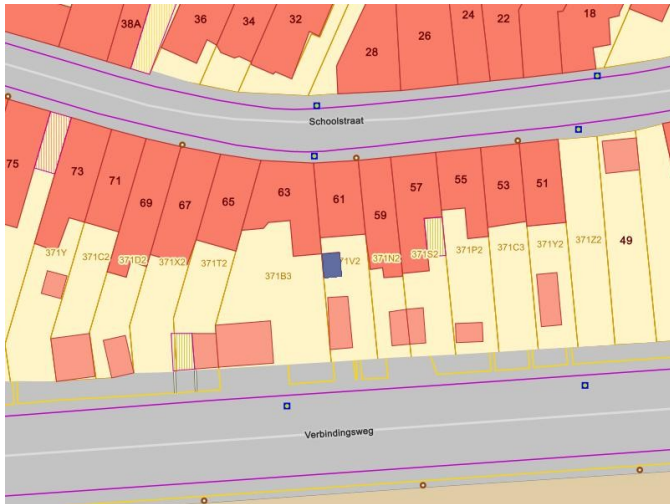 38A
36
34
32
28
26
24
22
18
Schoolstraat
75
73
71
69
67
65
63
61
59
57
55
53
51
49
371Y
371C2
371D2
371X2
371T2
371B3
71V2
371N2
371S2
371P2
371C3
371Y2
371Z2
Verbindingsweg